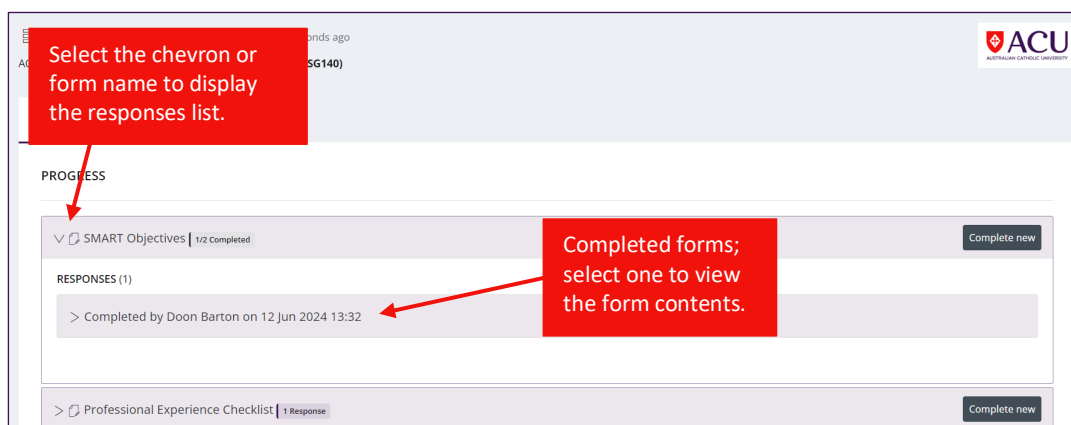 onds ago
SG140)
ACU
AUSTRALIAN CATHOLIC UNIVERSITY
Select the chevron or
form name to display
the responses list.
PROGRESS
SMART Objectives 1/2 Completed
Complete new
Completed forms;
select one to view
the form contents.
RESPONSES (1)
Completed by Doon Barton on 12 Jun 2024 13:32
Professional Experience Checklist 1 Response
Complete new